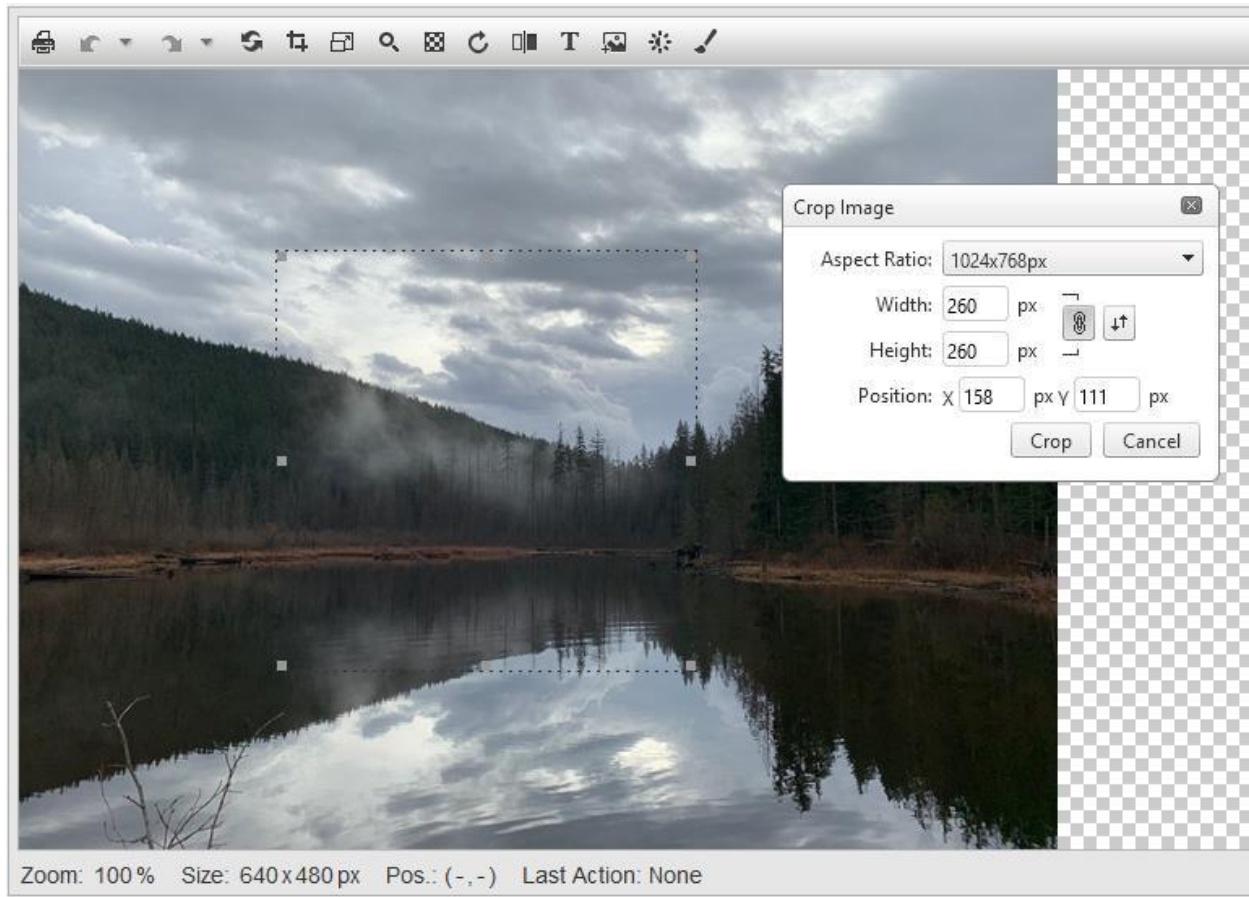 T
Crop Image
Aspect Ratio: 1024x768px
Width: 260 px
Height: 260 px
Position: X 158 px Y 111 px
Crop Cancel
Zoom: 100 % Size: 640 x 480 px Pos.: ( - , - ) Last Action: None